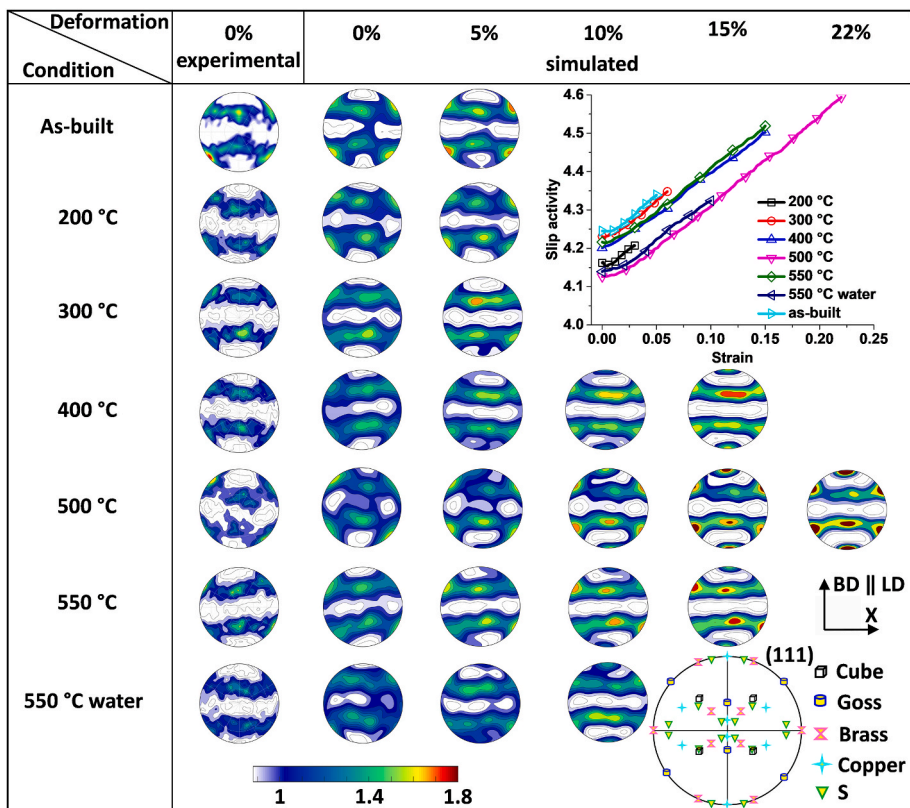 Deformation
Condition
0%
experimental
0%
5%
10%
15%
22%
simulated
As-built
200 °C
300 °C
400 °C
500 °C
550 °C
550 °C water
4.6
4.5
4.4
4.3
4.2
4.1
4.0
Slip activity
200 °C
300 °C
400 °C
500 °C
550 °C
550 °C water
as-built
0.00 0.05 0.10 0.15 0.20 0.25
Strain
BD || LD
X
(111)
Cube
Goss
Brass
Copper
S
1 1.4 1.8